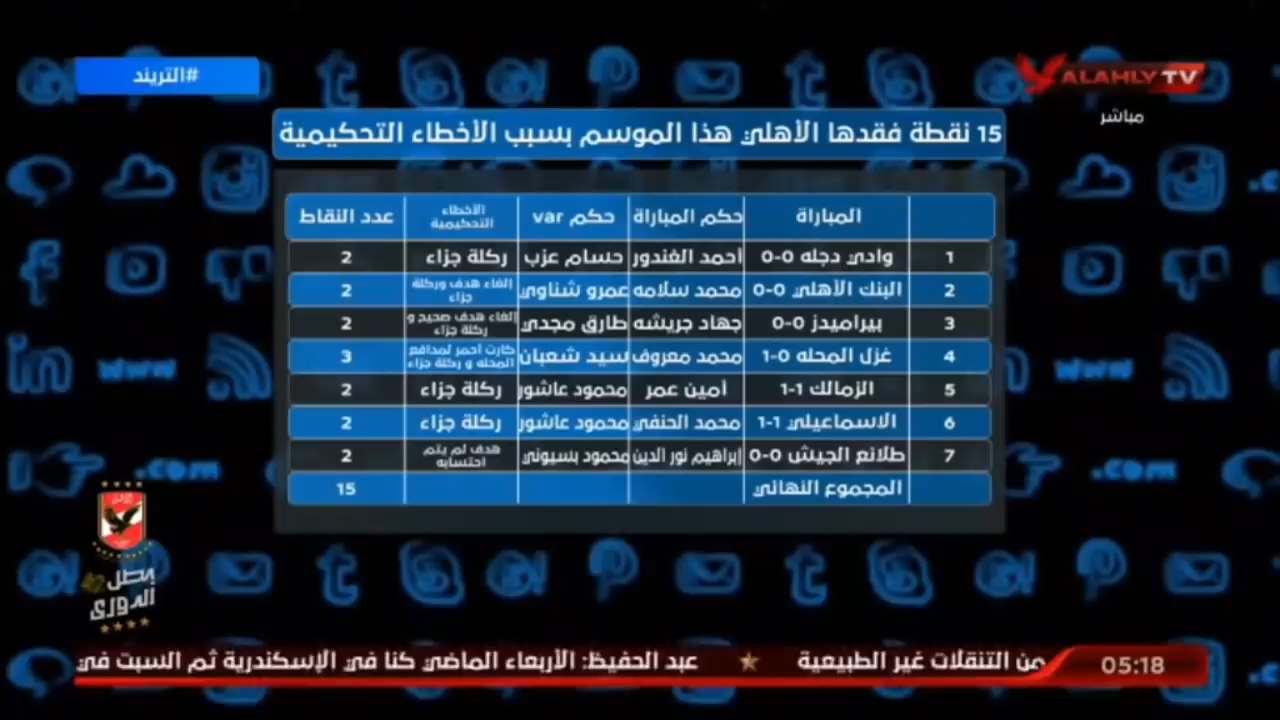 #التريند
ALAHLY TV
مباشر
15 نقطة فقدها الأهلي هذا الموسم بسبب الأخطاء التحكيمية
المباراة حكم المباراة حكم var الأخطاء التحكيمية عدد النقاط
1 وادي دجله 0-0 أحمد الغندور حسام عزب ركلة جزاء 2
2 البنك الأهلي 0-0 محمد سلامه عمرو شناوي إلغاء هدف وركلة جزاء 2
3 بيراميدز 0-0 جهاد جريشه طارق مجدي إلغاء هدف صحيح و ركلة جزاء 2
4 غزل المحله 0-1 محمد معروف سيد شعبان كارت أحمر لمدافع المحله و ركلة جزاء 3
5 الزمالك 1-1 أمين عمر محمود عاشور ركلة جزاء 2
6 الاسماعيلي 1-1 محمد الحنفي محمود عاشور ركلة جزاء 2
7 طلائع الجيش 0-0 إبراهيم نور الدين محمود بسيوني هدف لم يتم احتسابه 2
المجموع النهائي 15
بطل
الدوري
من التنقلات غير الطبيعية ★ عبد الحفيظ: الأربعاء الماضي كنا في الإسكندرية ثم السبت في
05:18